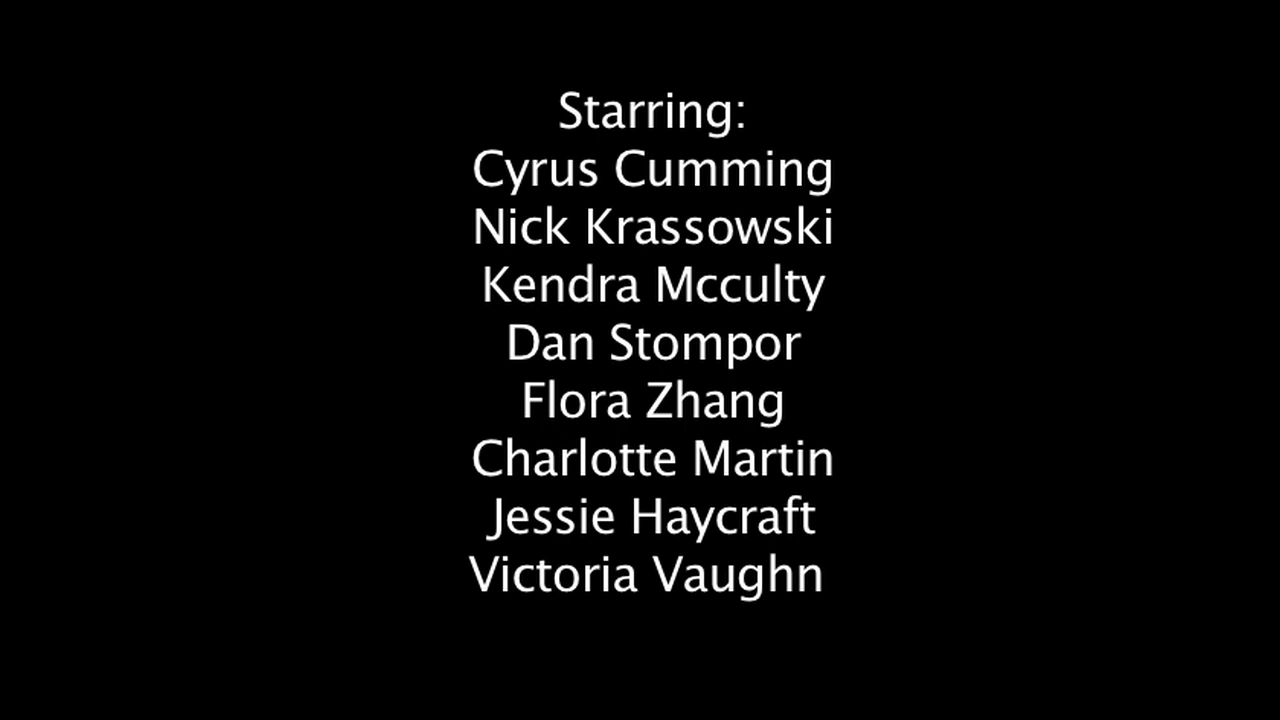 Starring:
Cyrus Cumming
Nick Krassowski
Kendra Mcculty
Dan Stompor
Flora Zhang
Charlotte Martin
Jessie Haycraft
Victoria Vaughn